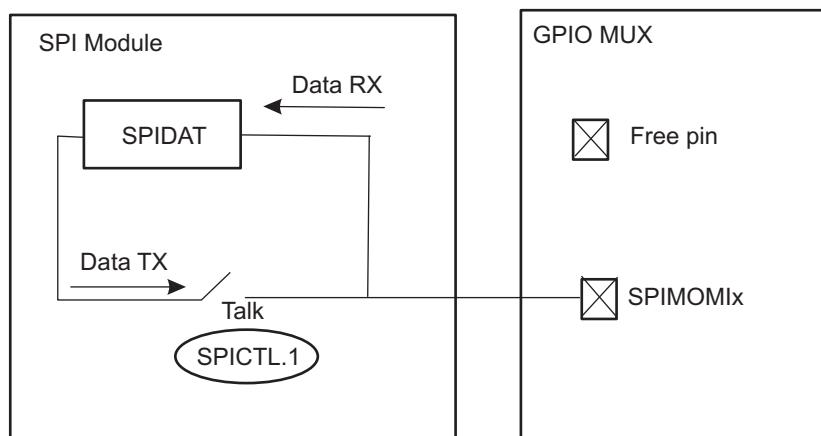 SPI Module
GPIO MUX
Data RX
SPIDAT
Free pin
Data TX
Talk
SPIMOMIx
SPICTL.1